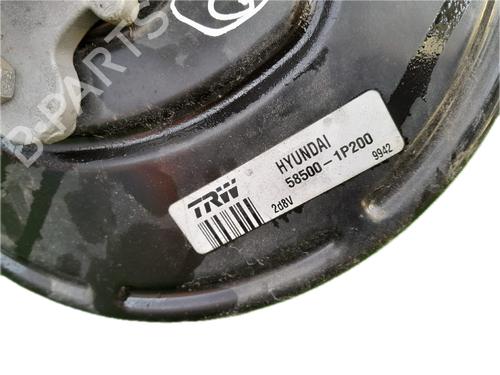 B-PARTS
TRW
HYUNDAI
58500-1P200
2d8V
9942